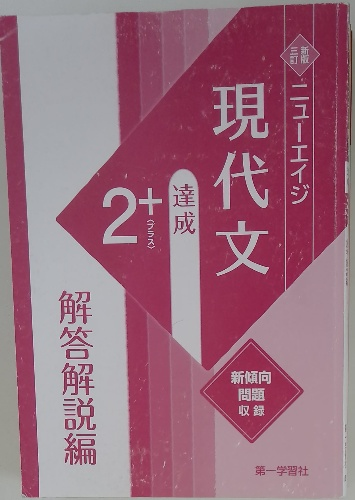 新版
三訂
ニューエイジ
現代文
達成
2+
〈プラス〉
解答解説編
新傾向
問題
収録
第一学習社